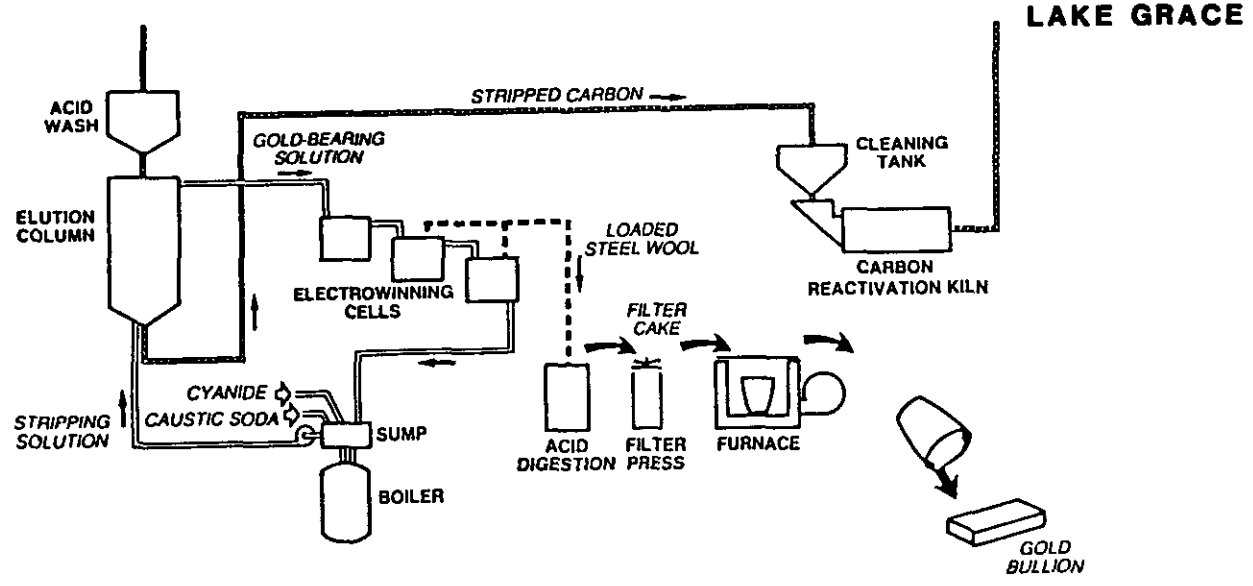 LAKE GRACE
ACID
WASH
STRIPPED CARBON
GOLD-BEARING
SOLUTION
CLEANING
TANK
ELUTION
COLUMN
LOADED
STEEL WOOL
ELECTROWINNING
CELLS
CARBON
REACTIVATION KILN
FILTER
CAKE
CYANIDE
CAUSTIC SODA
STRIPPING
SOLUTION
SUMP
ACID
DIGESTION
FILTER
PRESS
FURNACE
BOILER
GOLD
BULLION